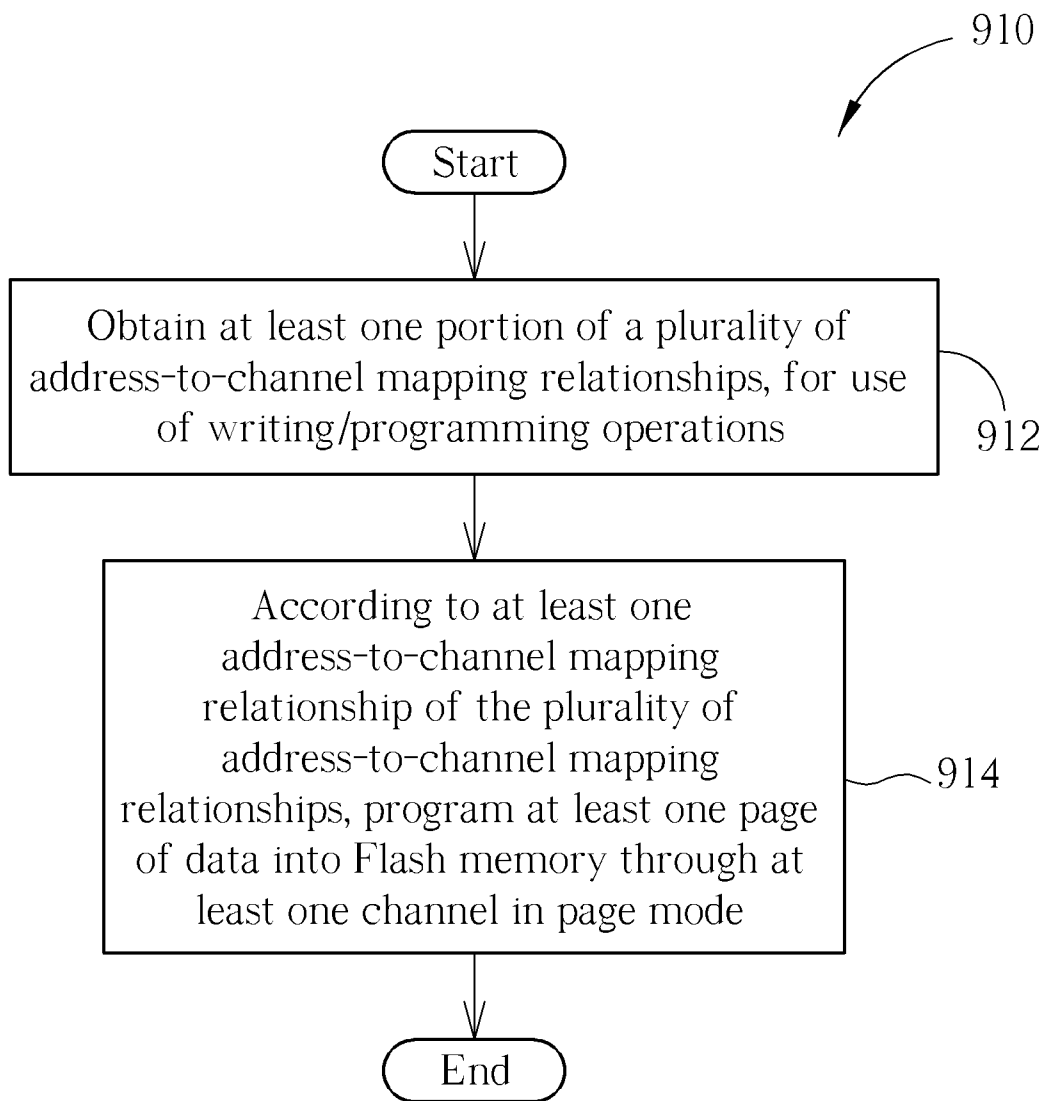 910
Start
Obtain at least one portion of a plurality of
address-to-channel mapping relationships, for use
of writing/programming operations
912
According to at least one
address-to-channel mapping
relationship of the plurality of
address-to-channel mapping
relationships, program at least one page
of data into Flash memory through at
least one channel in page mode
914
End